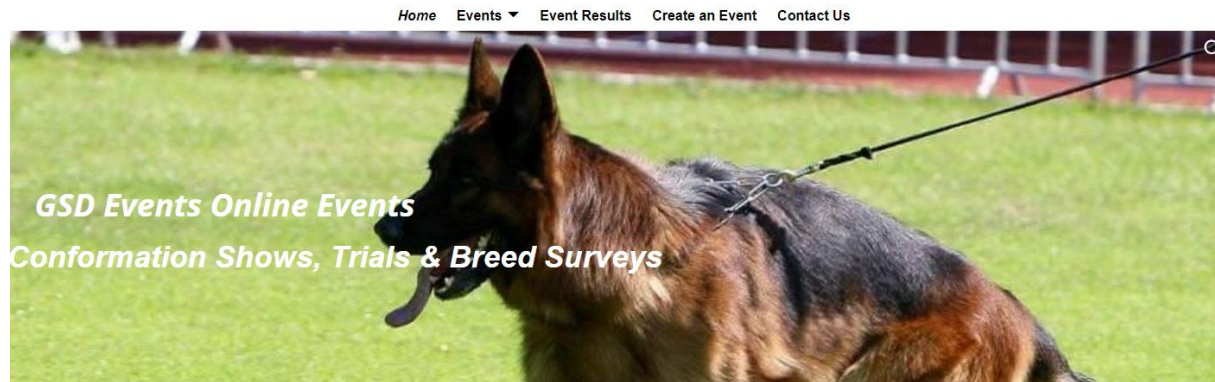 Home Events Event Results Create an Event Contact Us
GSD Events Online Events
Conformation Shows, Trials & Breed Surveys